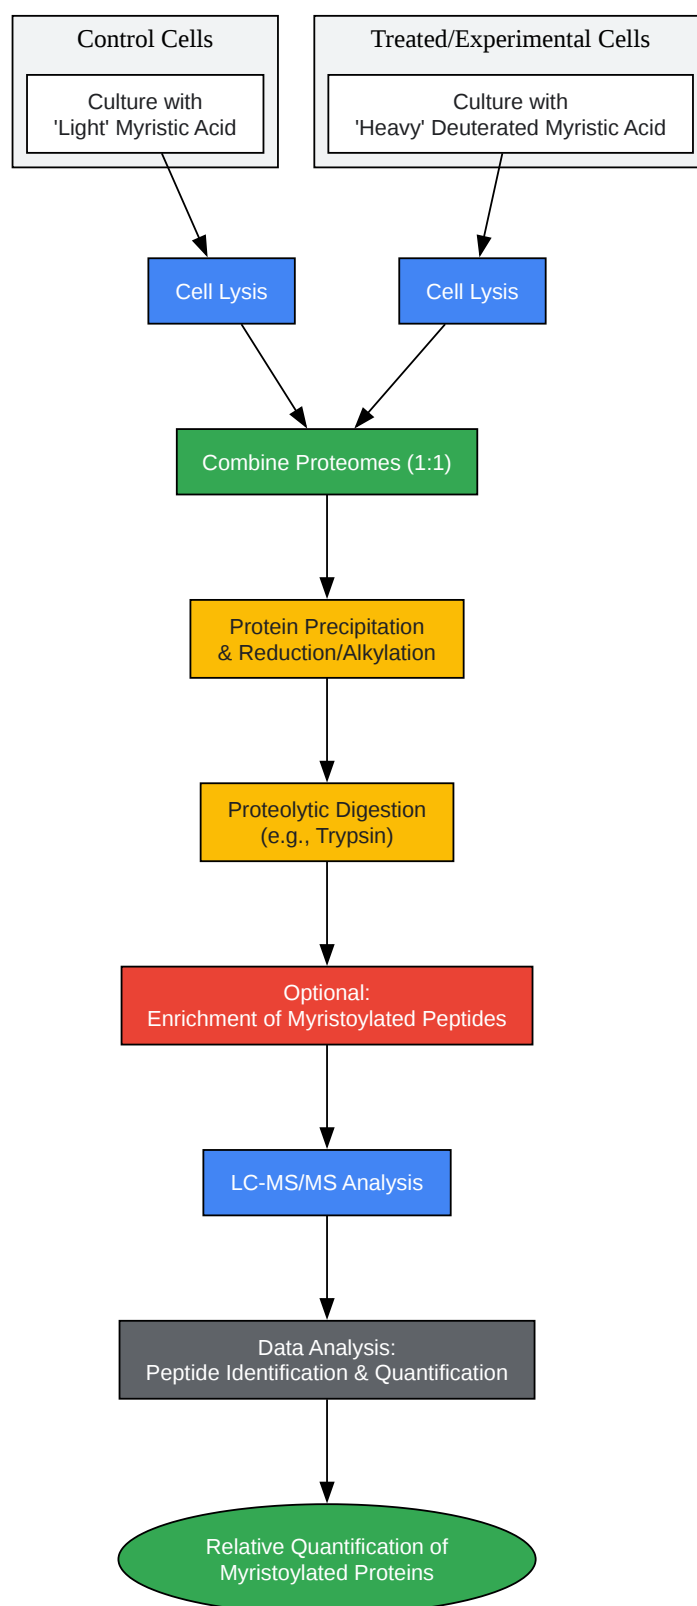 Control Cells
Treated/Experimental Cells
Culture with
'Light' Myristic Acid
Culture with
'Heavy' Deuterated Myristic Acid
Cell Lysis
Cell Lysis
Combine Proteomes (1:1)
Protein Precipitation
& Reduction/Alkylation
Proteolytic Digestion
(e.g., Trypsin)
Optional:
Enrichment of Myristoylated Peptides
LC-MS/MS Analysis
Data Analysis:
Peptide Identification & Quantification
Relative Quantification of
Myristoylated Proteins